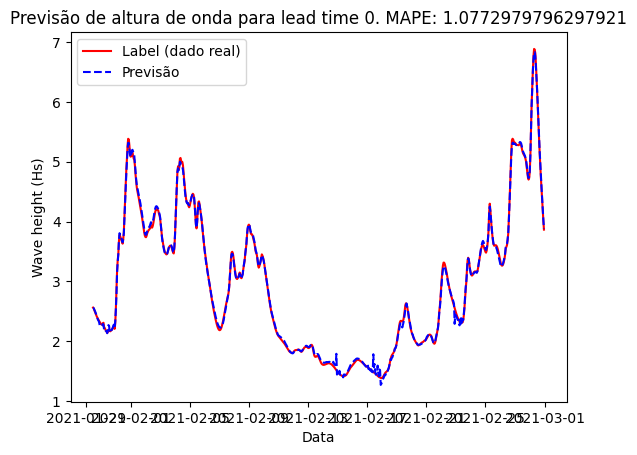 Previsão de altura de onda para lead time 0. MAPE: 1.0772979796297921
Label (dado real)
Previsão
7
6
5
4
3
2
1
Wave height (Hs)
2021-01-29 2021-02-01 2021-02-05 2021-02-09 2021-02-13 2021-02-17 2021-02-21 2021-02-25 2021-03-01
Data